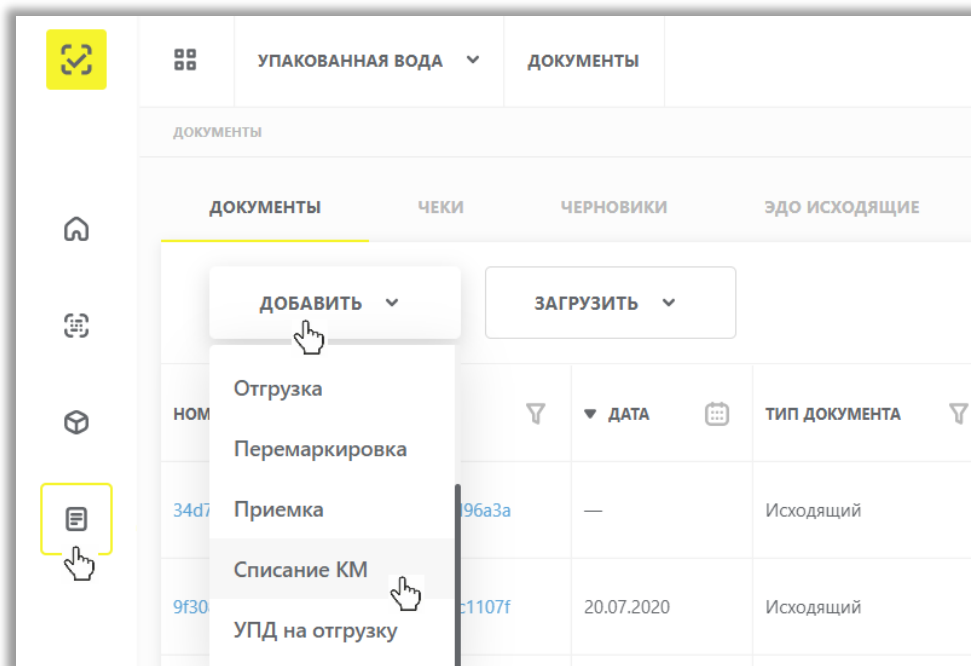 УПАКОВАННАЯ ВОДА ДОКУМЕНТЫ
ДОКУМЕНТЫ
ДОКУМЕНТЫ ЧЕКИ ЧЕРНОВИКИ ЭДО ИСХОДЯЩИЕ
ДОБАВИТЬ ЗАГРУЗИТЬ
Отгрузка
НОМ ДАТА ТИП ДОКУМЕНТА
Перемаркировка
34d7 Приемка 96a3a — Исходящий
Списание КМ
9f30 c1107f 20.07.2020 Исходящий
УПД на отгрузку